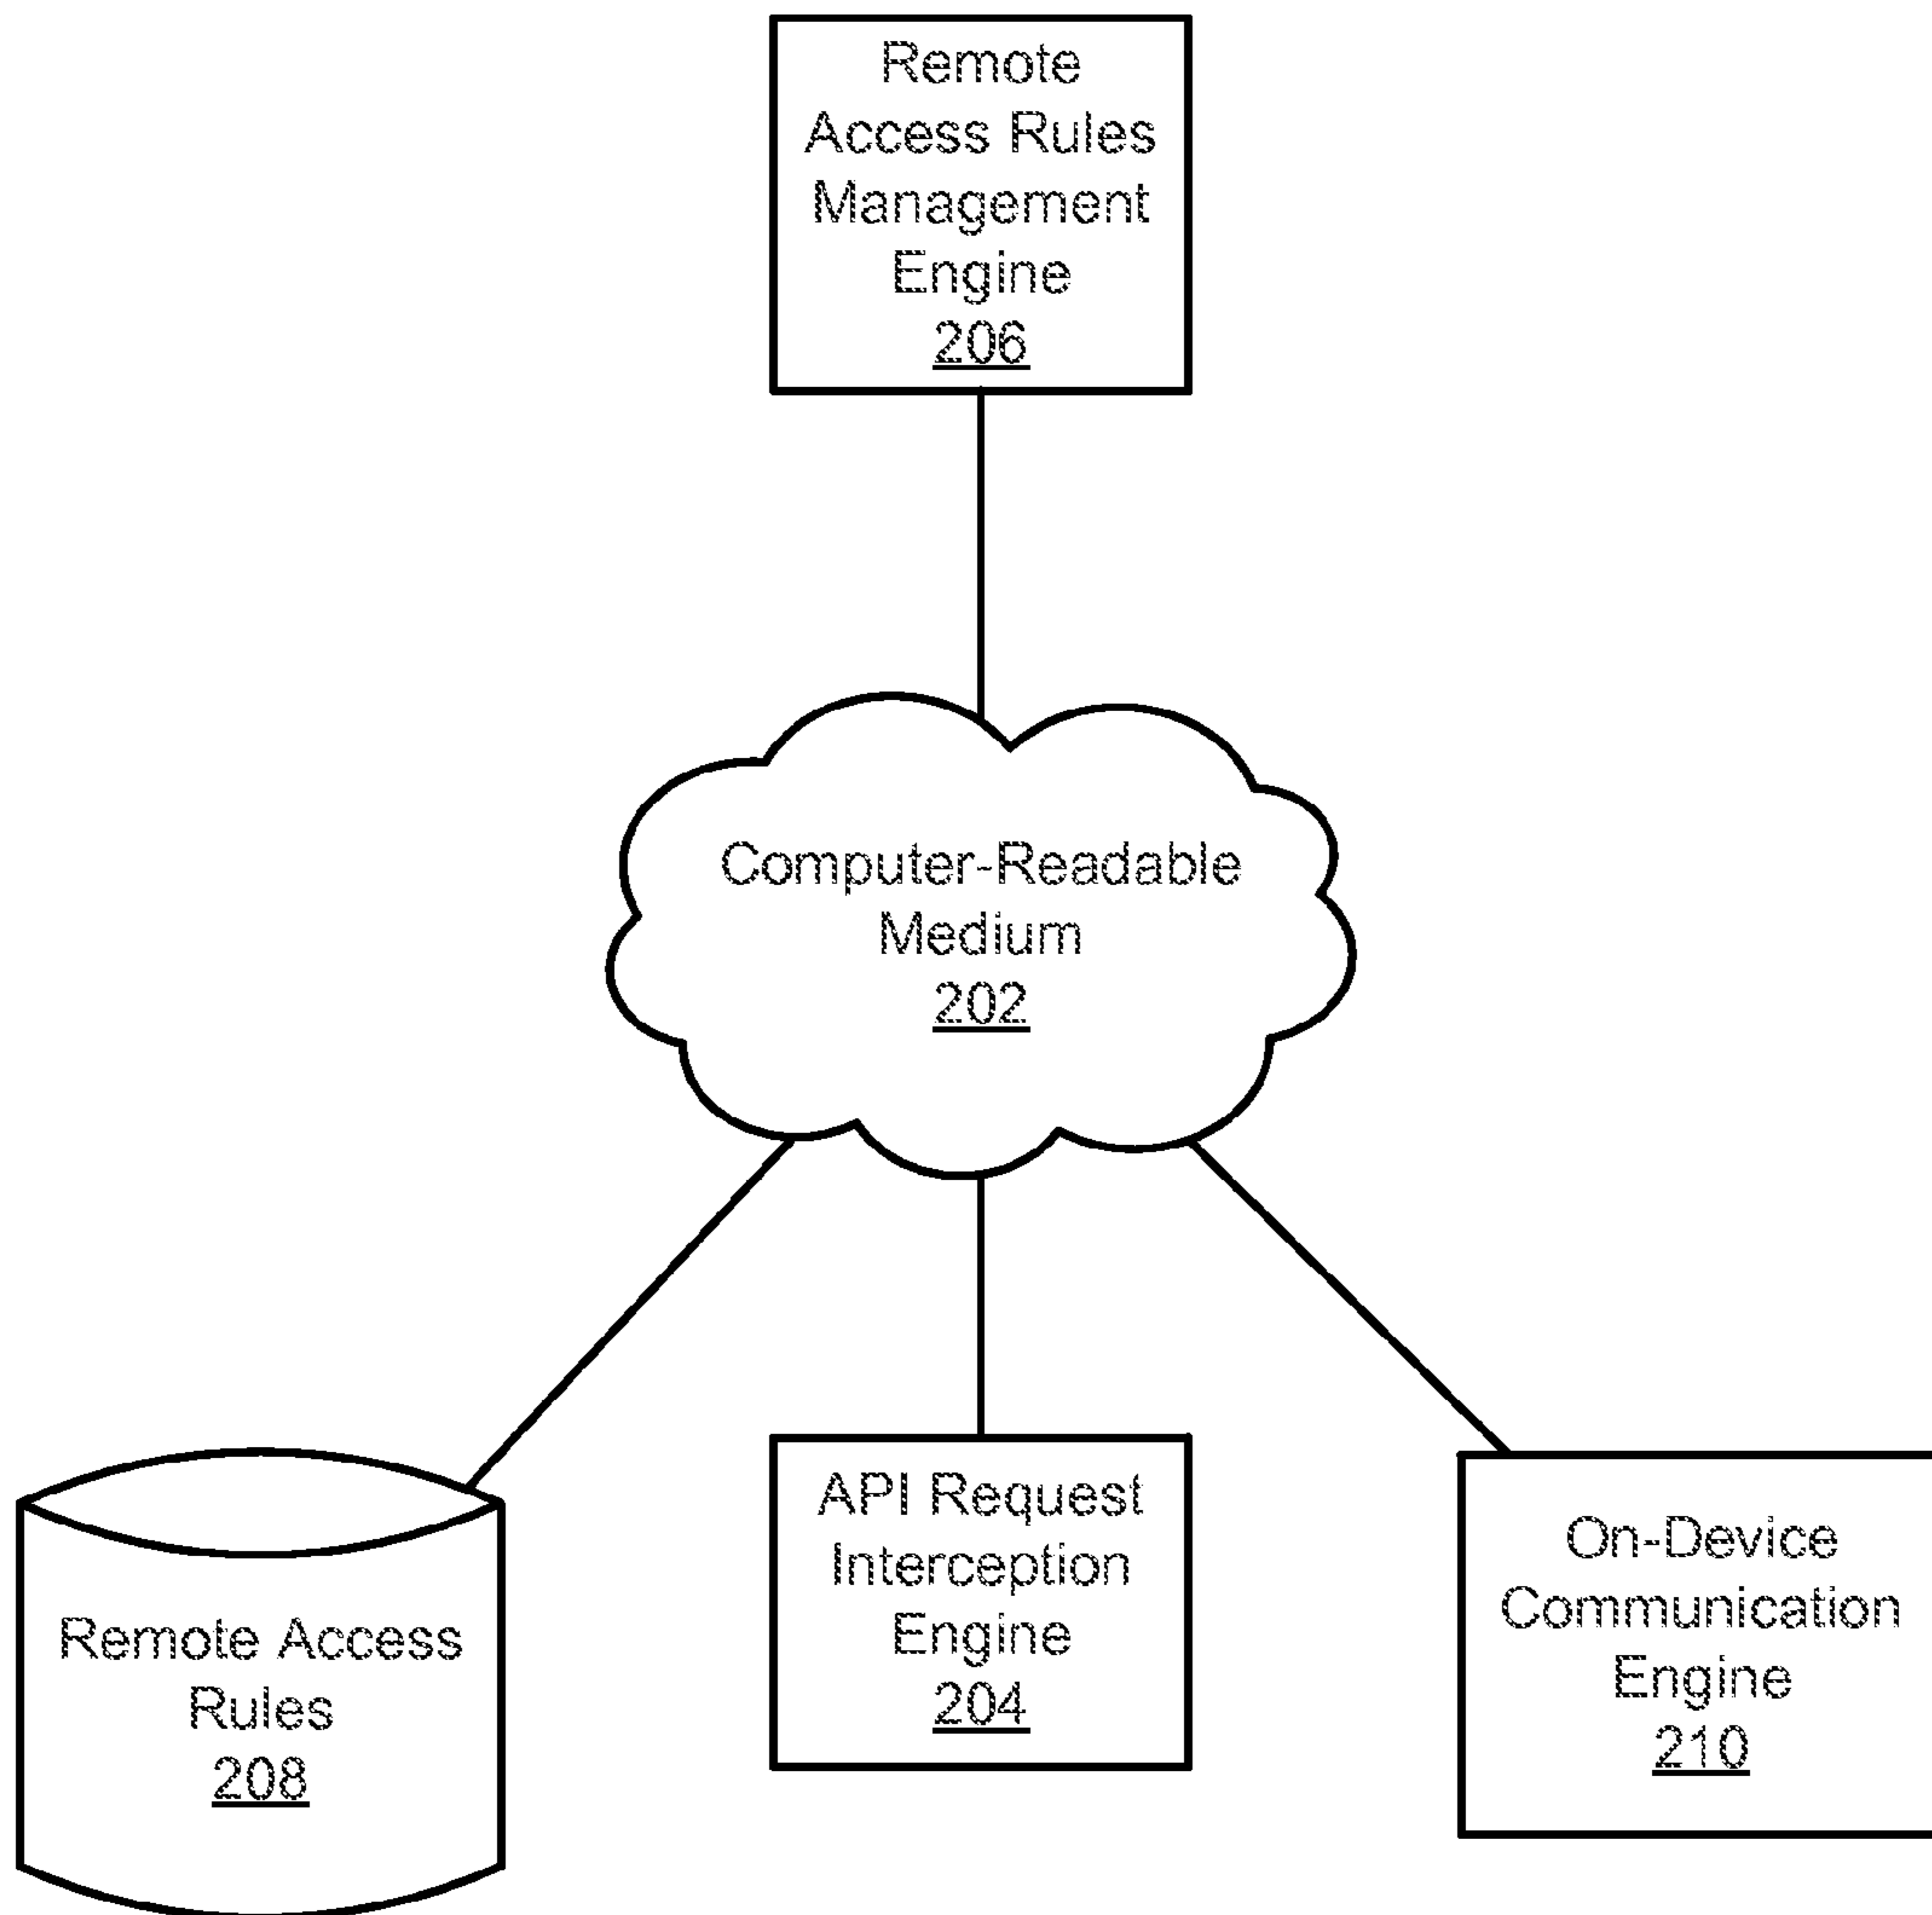 Remote
Access Rules
Management
Engine
206
Computer-Readable
Medium
202
Remote Access
Rules
208
API Request
Interception
Engine
204
On-Device
Communication
Engine
210